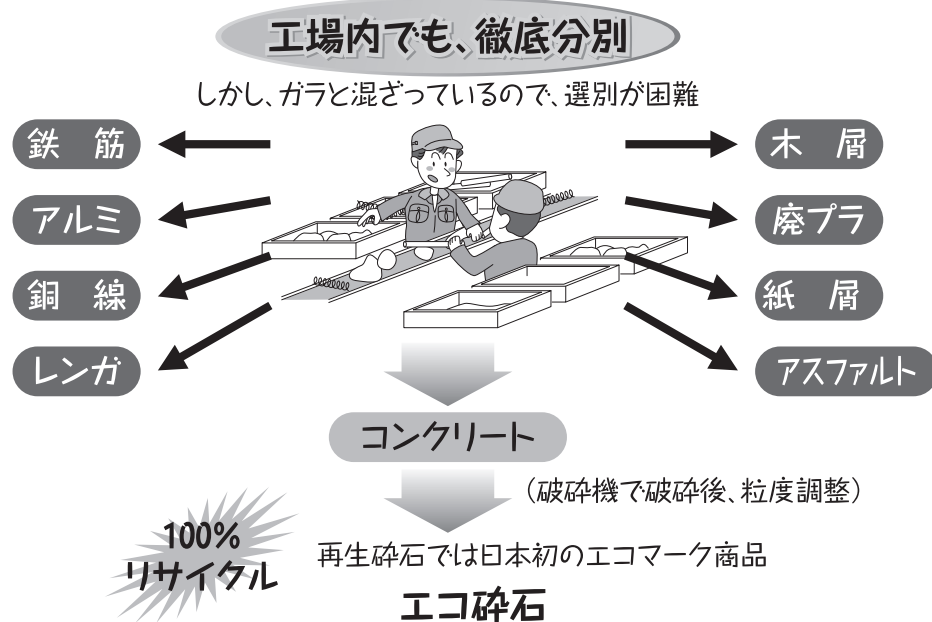 工場内でも、徹底分別
しかし、ガラと混ざっているので、選別が困難
鉄　筋
アルミ
銅　線
レンガ
木　屑
廃プラ
紙　屑
アスファルト
コンクリート
（破砕機で破砕後、粒度調整）
100%
リサイクル
再生砕石では日本初のエコマーク商品
エコ砕石